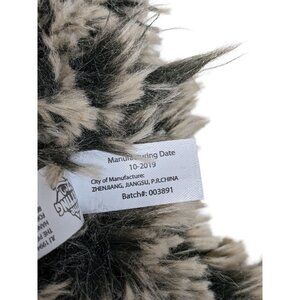 Manufacturing Date
10-2019
City of Manufacture:
ZHENJIANG, JIANGSU, P.R.CHINA
Batch#: 003891